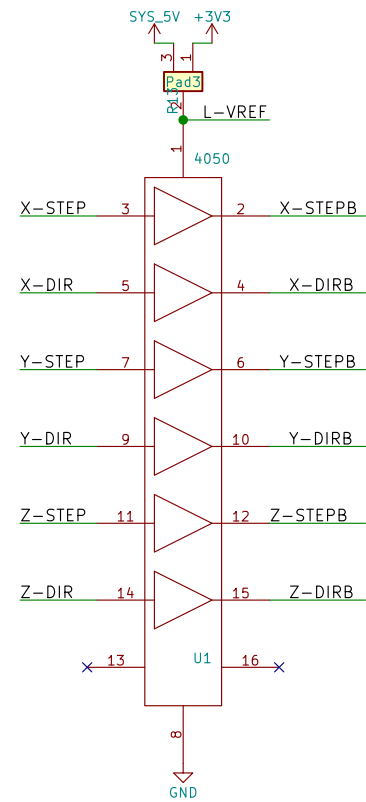 SYS_5V +3V3
3 1
Pad3
R13
2
L-VREF
1
4050
X-STEP 3 2 X-STEPB
X-DIR 5 4 X-DIRB
Y-STEP 7 6 Y-STEPB
Y-DIR 9 10 Y-DIRB
Z-STEP 11 12 Z-STEPB
Z-DIR 14 15 Z-DIRB
13 U1 16
8
GND